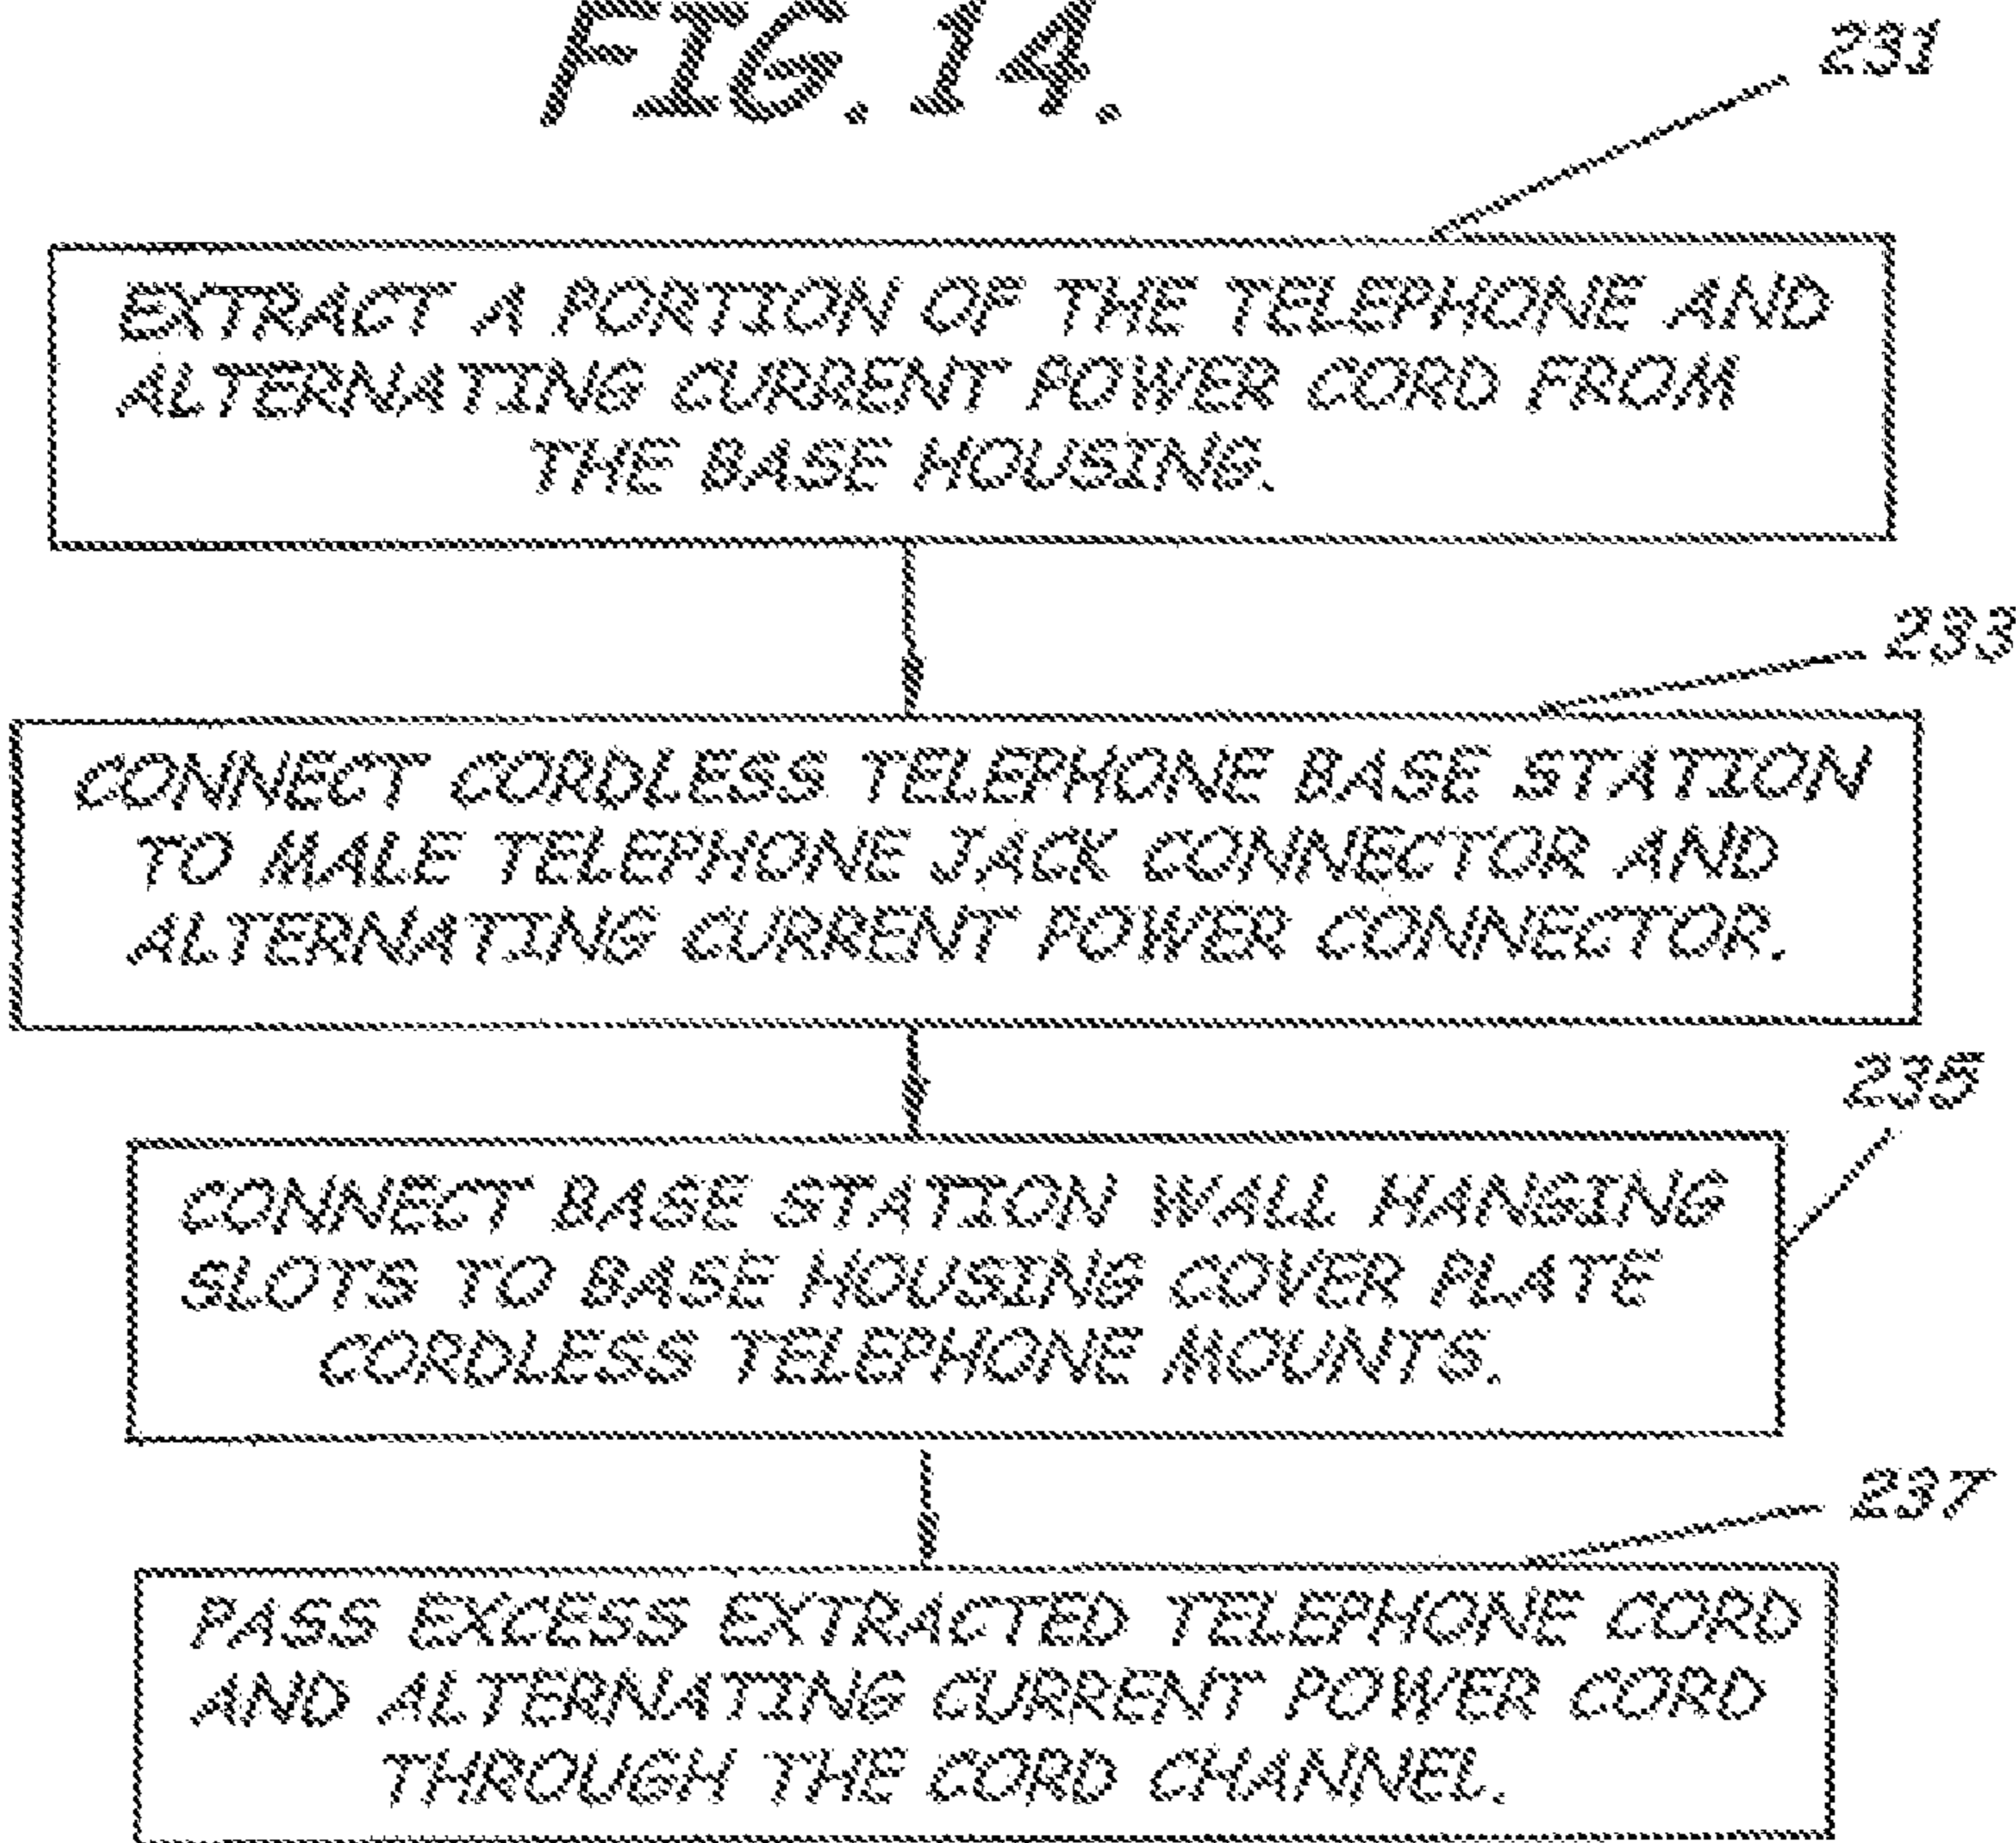 FIG. 14.
231
EXTRACT A PORTION OF THE TELEPHONE AND
ALTERNATING CURRENT POWER CORD FROM
THE BASE HOUSING.
233
CONNECT CORDLESS TELEPHONE BASE STATION
TO MALE TELEPHONE JACK CONNECTOR AND
ALTERNATING CURRENT POWER CONNECTOR.
235
CONNECT BASE STATION WALL HANGING
SLOTS TO BASE HOUSING COVER PLATE
CORDLESS TELEPHONE MOUNTS.
237
PASS EXCESS EXTRACTED TELEPHONE CORD
AND ALTERNATING CURRENT POWER CORD
THROUGH THE CORD CHANNEL.